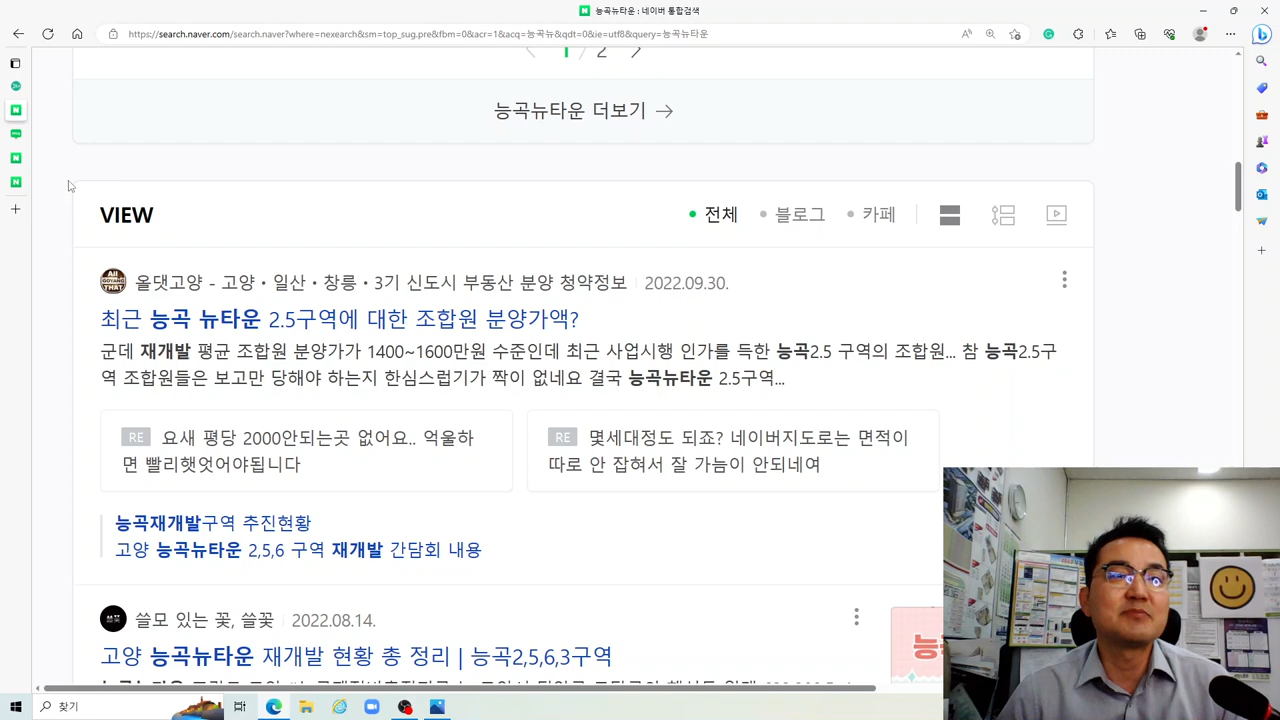 능곡뉴타운 : 네이버 통합검색
https://search.naver.com/search.naver?where=nexearch&sm=top_sug.pre&fbm=0&acr=1&acq=능곡뉴&qdt=0&ie=utf8&query=능곡뉴타운
1 / 2
능곡뉴타운 더보기
VIEW
전체 블로그 카페
올댓고양 - 고양・일산・창릉・3기 신도시 부동산 분양 청약정보 2022.09.30.
최근 능곡 뉴타운 2.5구역에 대한 조합원 분양가액?
군데 재개발 평균 조합원 분양가가 1400~1600만원 수준인데 최근 사업시행 인가를 득한 능곡2.5 구역의 조합원... 참 능곡2.5구
역 조합원들은 보고만 당해야 하는지 한심스럽기가 짝이 없네요 결국 능곡뉴타운 2.5구역...
RE 요새 평당 2000안되는곳 없어요.. 억울하
면 빨리햇엇어야됩니다
RE 몇세대정도 되죠? 네이버지도로는 면적이
따로 안 잡혀서 잘 가늠이 안되네여
능곡재개발구역 추진현황
고양 능곡뉴타운 2,5,6 구역 재개발 간담회 내용
쓸모 있는 꽃, 쓸꽃 2022.08.14.
고양 능곡뉴타운 재개발 현황 총 정리 | 능곡2,5,6,3구역
찾기